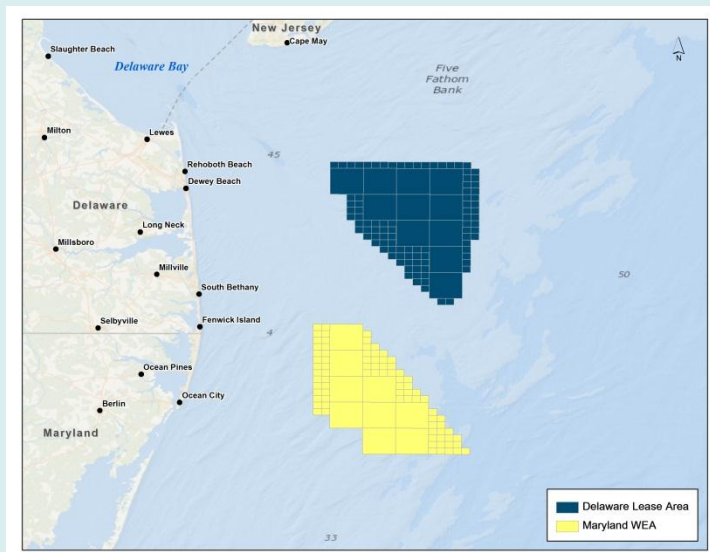 New Jersey
Cape May
Slaughter Beach
Delaware Bay
Five
Fathom
Bank
N
Milton
Lewes
45
Rehoboth Beach
Dewey Beach
Delaware
Long Neck
Millsboro
Millville
50
South Bethany
Selbyville
Fenwick Island
4
Ocean Pines
Ocean City
Berlin
Maryland
Delaware Lease Area
Maryland WEA
33